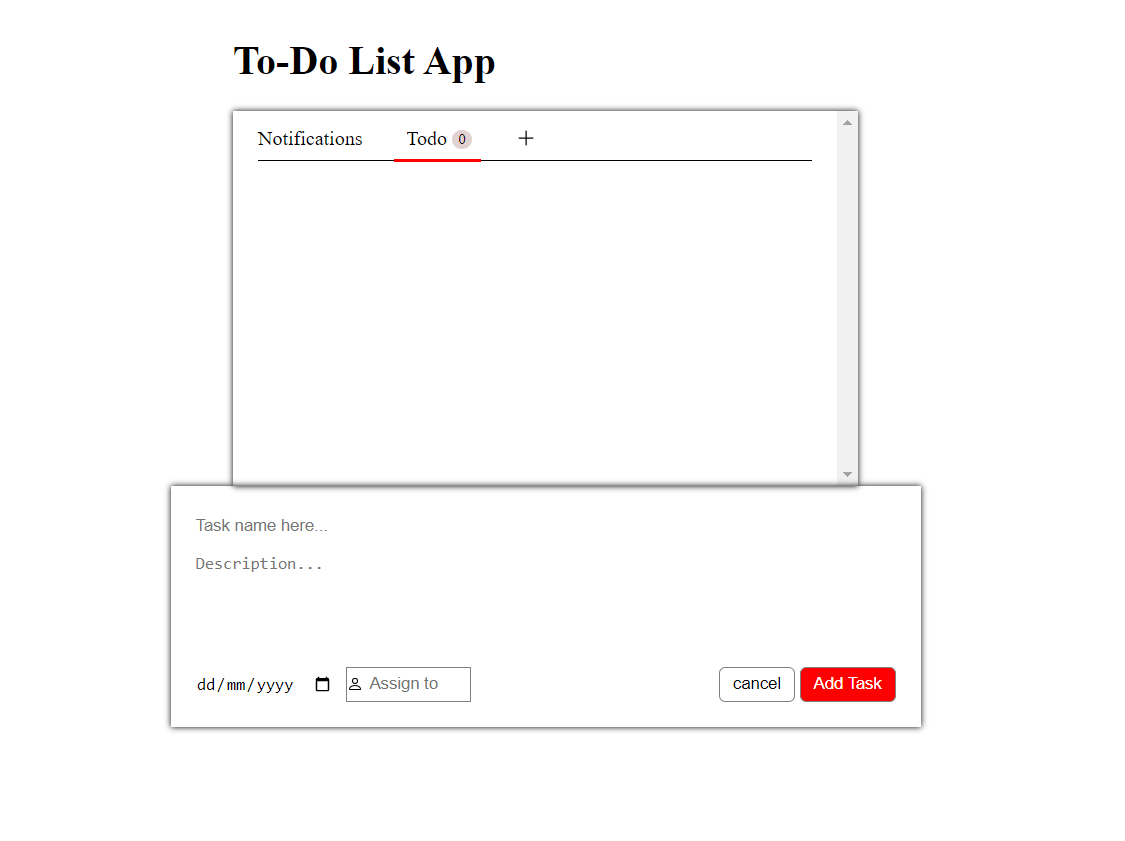 To-Do List App
Notifications Todo 0 +
Task name here...
Description...
dd/mm/yyyy Assign to cancel Add Task